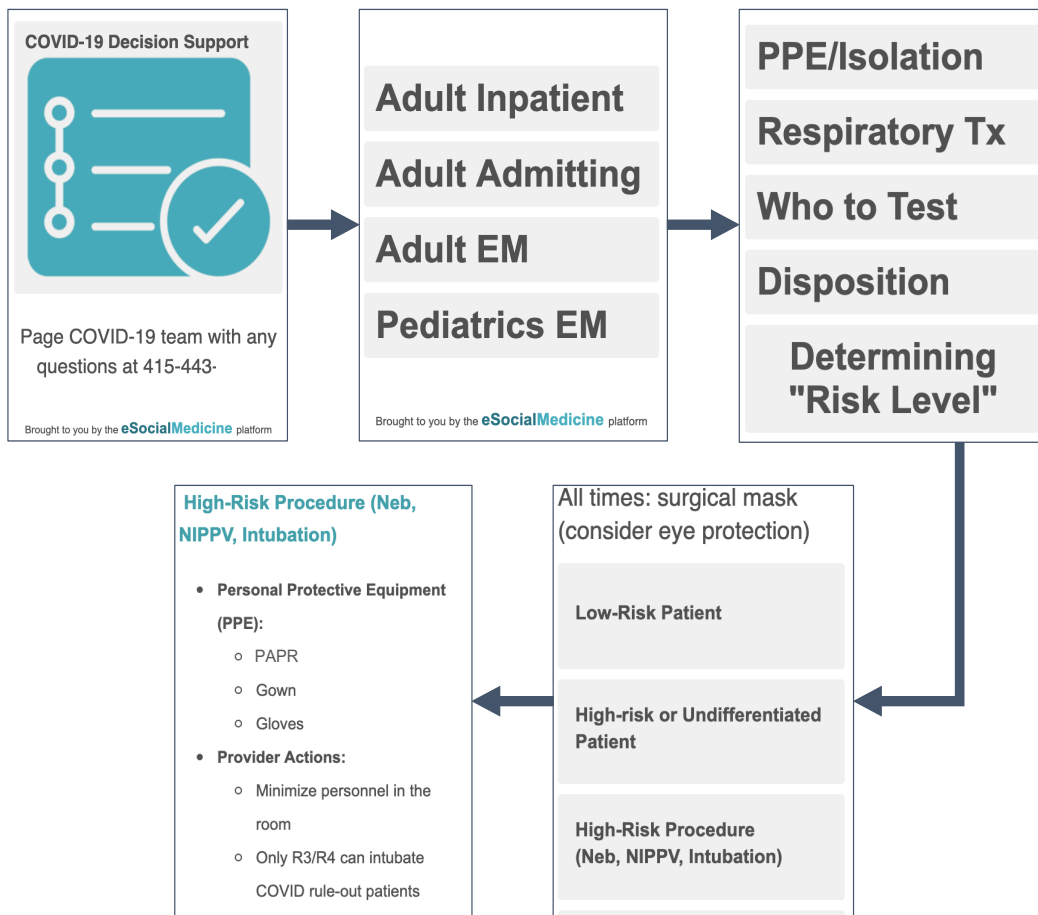 COVID-19 Decision Support
Page COVID-19 team with any
questions at 415-443-
Brought to you by the eSocialMedicine platform
Adult Inpatient
Adult Admitting
Adult EM
Pediatrics EM
Brought to you by the eSocialMedicine platform
PPE/Isolation
Respiratory Tx
Who to Test
Disposition
Determining
"Risk Level"
All times: surgical mask
(consider eye protection)
Low-Risk Patient
High-risk or Undifferentiated
Patient
High-Risk Procedure
(Neb, NIPPV, Intubation)
High-Risk Procedure (Neb,
NIPPV, Intubation)
• Personal Protective Equipment
(PPE):
○ PAPR
○ Gown
○ Gloves
• Provider Actions:
○ Minimize personnel in the
room
○ Only R3/R4 can intubate
COVID rule-out patients